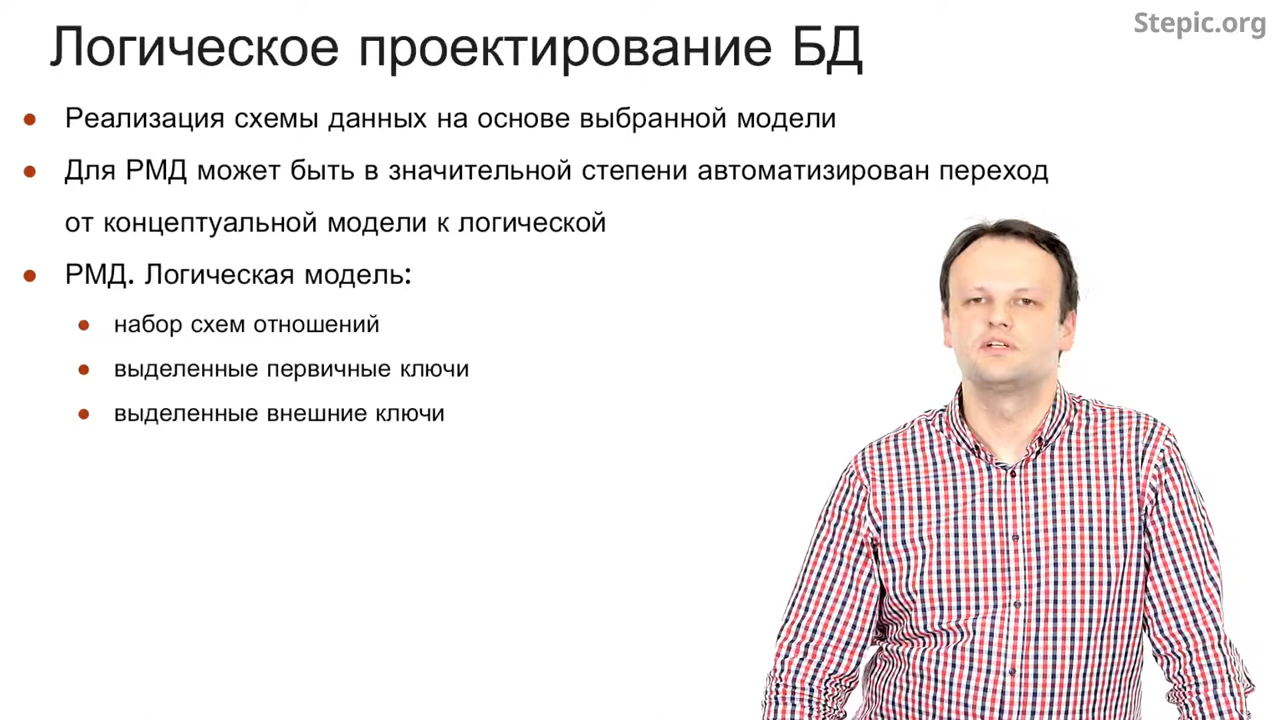 Stepic.org
Логическое проектирование БД
Реализация схемы данных на основе выбранной модели
Для РМД может быть в значительной степени автоматизирован переход
от концептуальной модели к логической
РМД. Логическая модель:
набор схем отношений
выделенные первичные ключи
выделенные внешние ключи